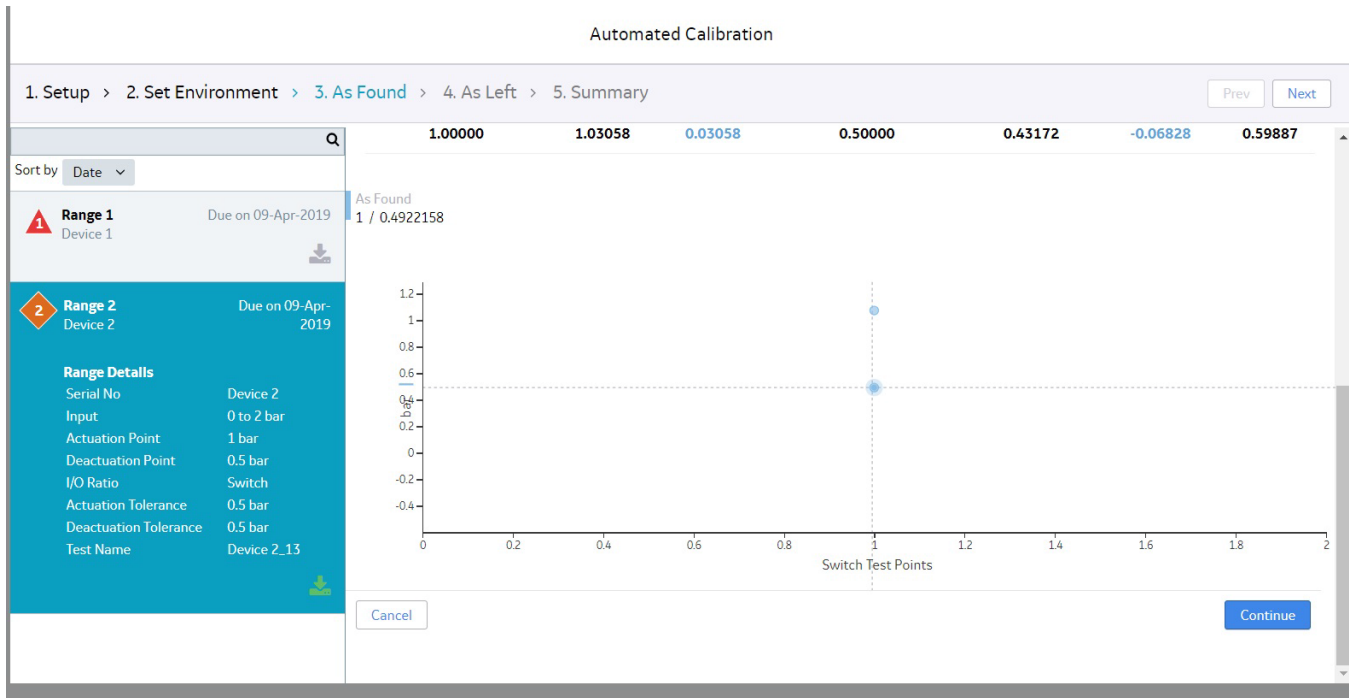 Automated Calibration
1. Setup > 2. Set Environment > 3. As Found > 4. As Left > 5. Summary
Prev Next
1.00000 1.03058 0.03058 0.50000 0.43172 -0.06828 0.59887
Sort by Date
1 Range 1 Due on 09-Apr-2019
Device 1
As Found
1 / 0.4922158
2 Range 2 Due on 09-Apr-
Device 2 2019
Range Details
Serial No Device 2
Input 0 to 2 bar
Actuation Point 1 bar
Deactuation Point 0.5 bar
I/O Ratio Switch
Actuation Tolerance 0.5 bar
Deactuation Tolerance 0.5 bar
Test Name Device 2_13
1.2
1
0.8
0.6
0.4
0.2
0
-0.2
-0.4
bar
0 0.2 0.4 0.6 0.8 1 1.2 1.4 1.6 1.8 2
Switch Test Points
Cancel Continue